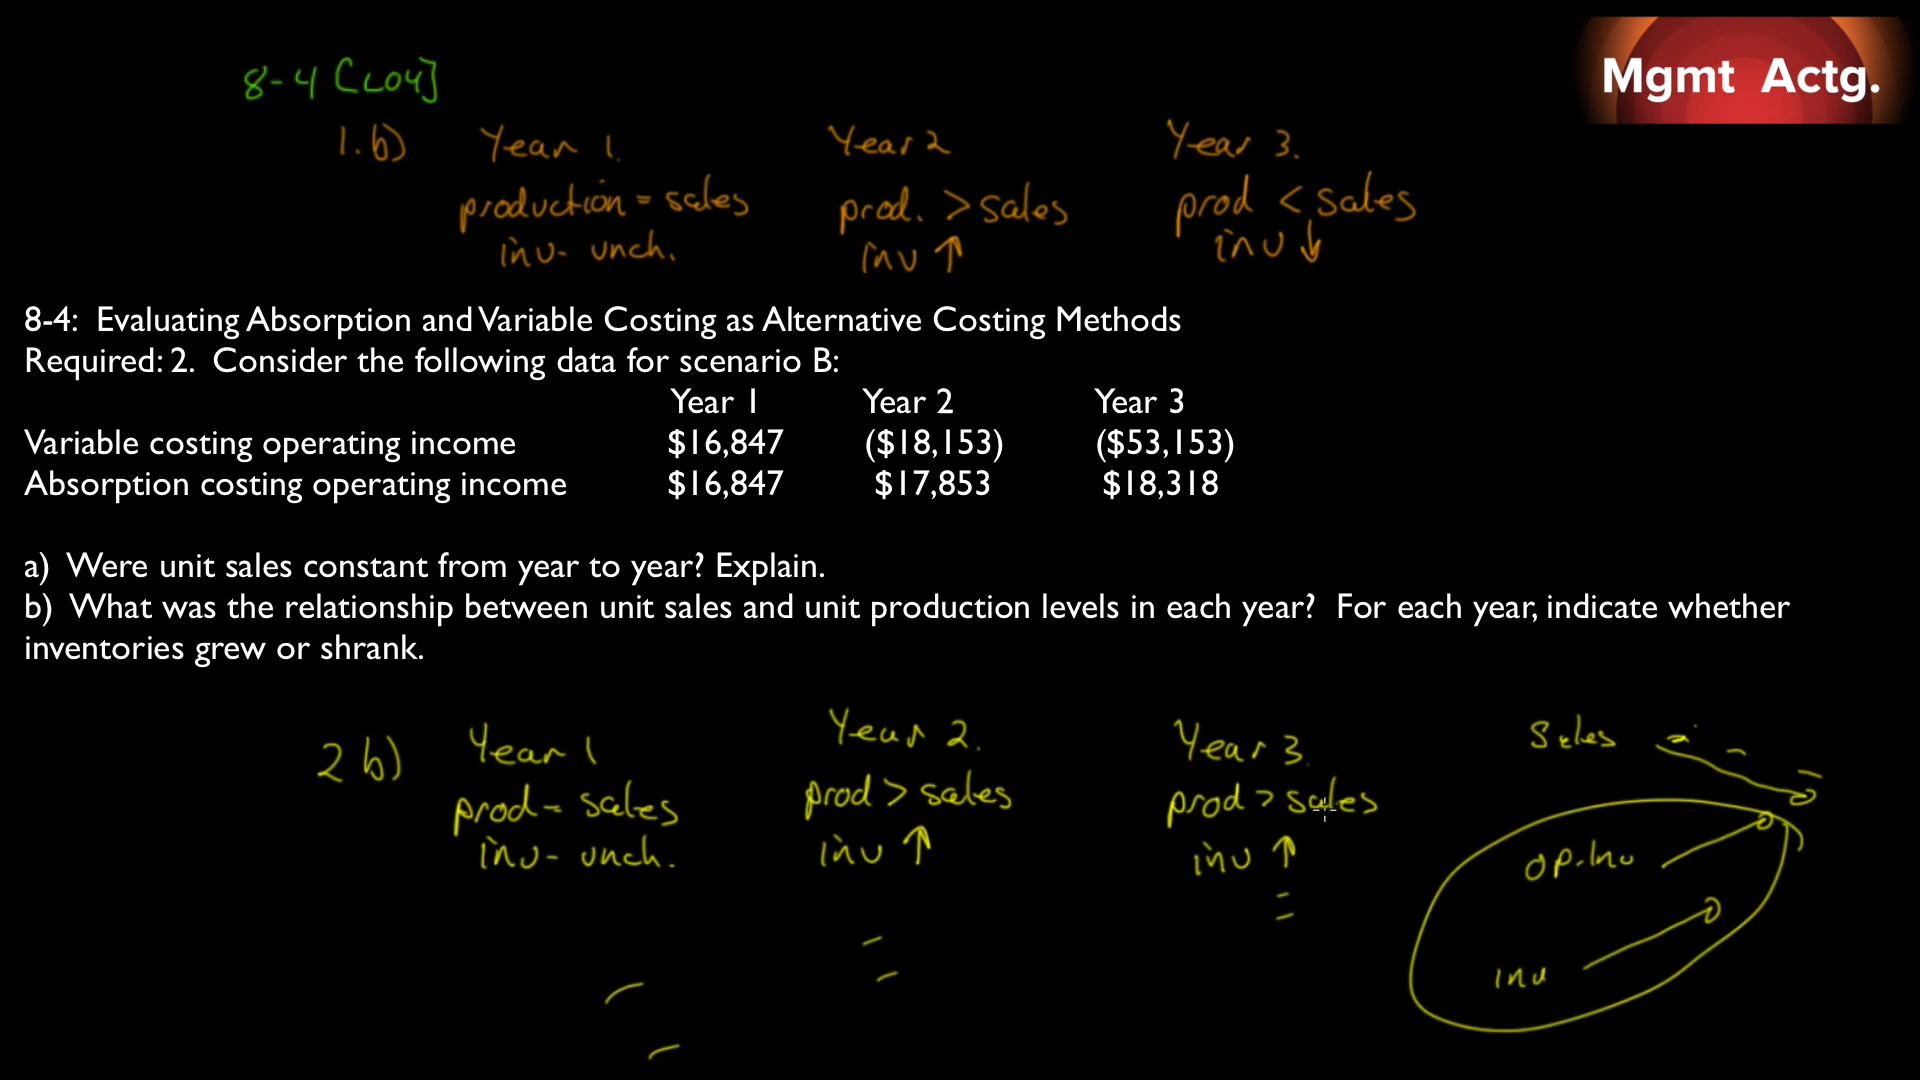 Mgmt Actg.
8-4 [LO4]
1.b) Year 1. Year 2 Year 3.
production = sales prod. > sales prod < sales
inv- unch. inv ↑ inv ↓
8-4: Evaluating Absorption and Variable Costing as Alternative Costing Methods
Required: 2. Consider the following data for scenario B:
Year 1 Year 2 Year 3
Variable costing operating income $16,847 ($18,153) ($53,153)
Absorption costing operating income $16,847 $17,853 $18,318
a) Were unit sales constant from year to year? Explain.
b) What was the relationship between unit sales and unit production levels in each year? For each year, indicate whether
inventories grew or shrank.
2 b) Year 1 Year 2. Year 3. Sales
prod = sales prod > sales prod > sales
inv- unch. inv ↑ inv ↑ op. Inc
inv